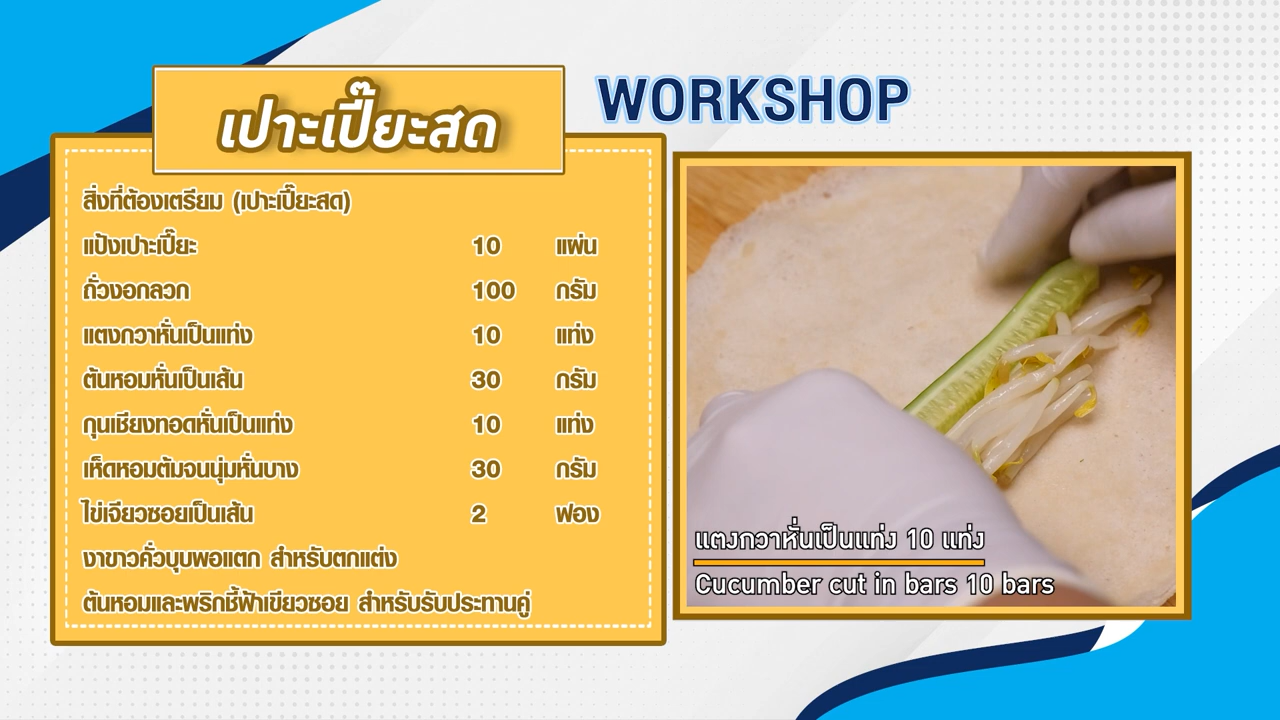 เปาะเปี๊ยะสด
WORKSHOP
สิ่งที่ต้องเตรียม (เปาะเปี๊ยะสด)
แป้งเปาะเปี๊ยะ 10 แผ่น
ถั่วงอกลวก 100 กรัม
แตงกวาหั่นเป็นแท่ง 10 แท่ง
ต้นหอมหั่นเป็นเส้น 30 กรัม
กุนเชียงทอดหั่นเป็นแท่ง 10 แท่ง
เห็ดหอมต้มจนนุ่มหั่นบาง 30 กรัม
ไข่เจียวซอยเป็นเส้น 2 ฟอง
งาขาวคั่วบุบพอแตก สำหรับตกแต่ง
ต้นหอมและพริกชี้ฟ้าเขียวซอย สำหรับรับประทานคู่
แตงกวาหั่นเป็นแท่ง 10 แท่ง
Cucumber cut in bars 10 bars